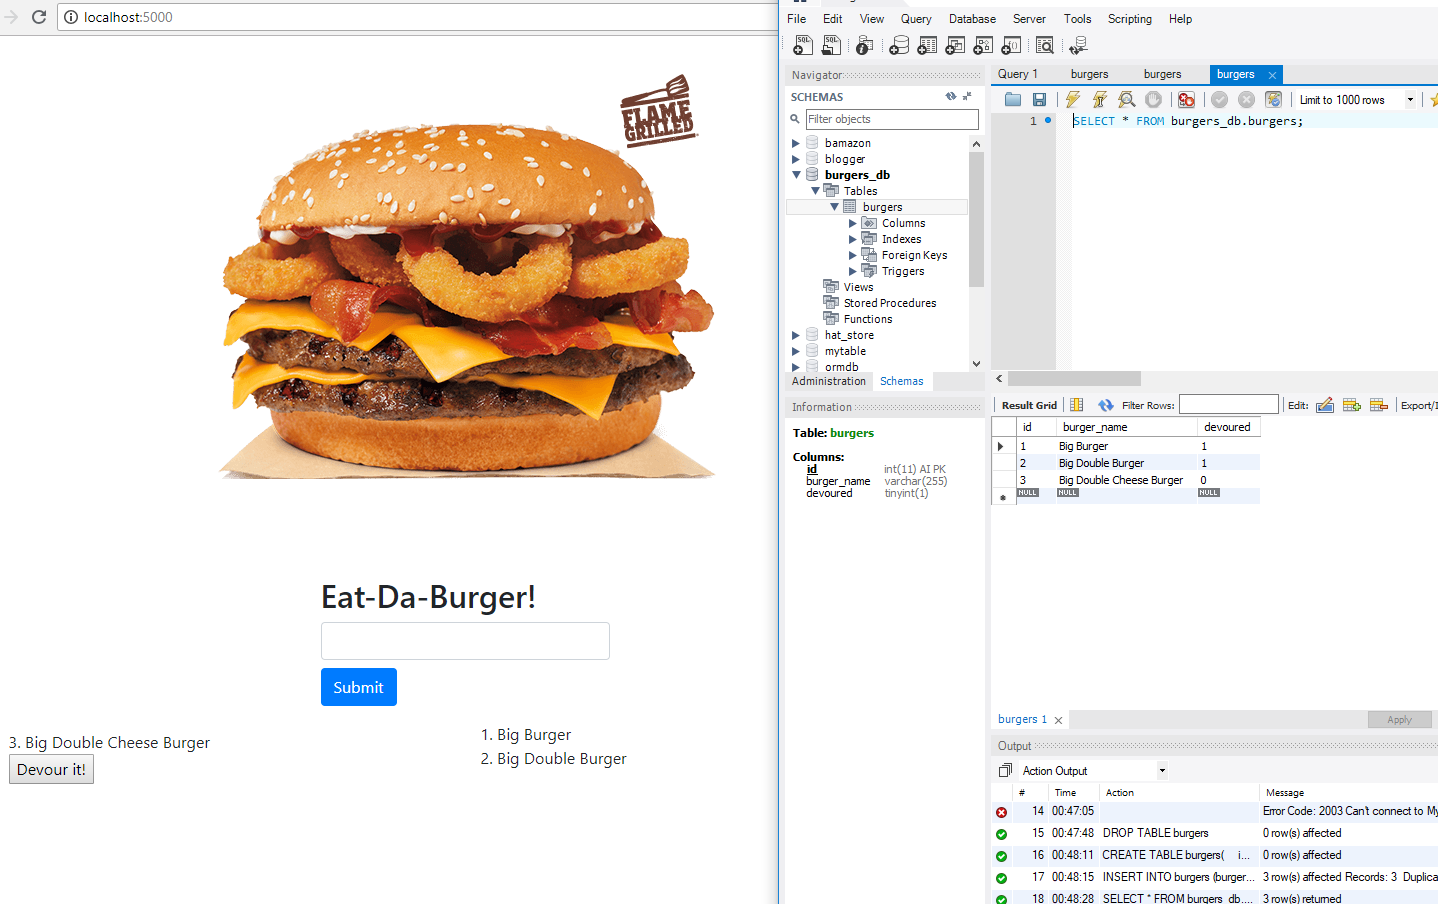 localhost:5000
FLAME
GRILLED
Eat-Da-Burger!
Submit
3. Big Double Cheese Burger
Devour it!
1. Big Burger
2. Big Double Burger
File Edit View Query Database Server Tools Scripting Help
Navigator
SCHEMAS
Filter objects
bamazon
blogger
burgers_db
Tables
burgers
Columns
Indexes
Foreign Keys
Triggers
Views
Stored Procedures
Functions
hat_store
mytable
ormdb
Administration Schemas
Information
Table: burgers
Columns:
id int(11) AI PK
burger_name varchar(255)
devoured tinyint(1)
Query 1 burgers burgers burgers
Limit to 1000 rows
1 SELECT * FROM burgers_db.burgers;
Result Grid Filter Rows: Edit: Export/I
id burger_name devoured
1 Big Burger 1
2 Big Double Burger 1
3 Big Double Cheese Burger 0
NULL NULL NULL
burgers 1 Apply
Output
Action Output
# Time Action Message
14 00:47:05 Error Code: 2003 Can't connect to My
15 00:47:48 DROP TABLE burgers 0 row(s) affected
16 00:48:11 CREATE TABLE burgers( i... 0 row(s) affected
17 00:48:15 INSERT INTO burgers (burger... 3 row(s) affected Records: 3 Duplica
18 00:48:28 SELECT * FROM burgers_db.... 3 row(s) returned